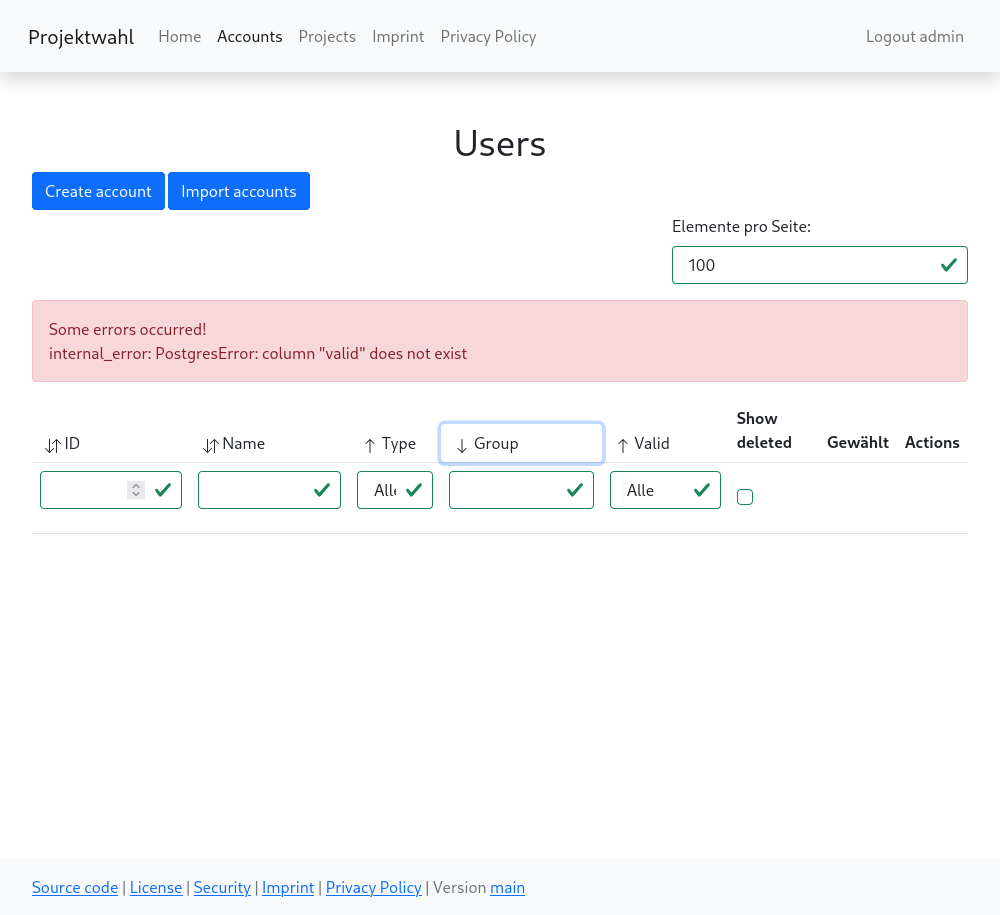 Projektwahl Home Accounts Projects Imprint Privacy Policy Logout admin
Users
Create account Import accounts
Elemente pro Seite:
100
Some errors occurred!
internal_error: PostgresError: column "valid" does not exist
ID Name Type Group Valid Show deleted Gewählt Actions
Alle Alle
Source code | License | Security | Imprint | Privacy Policy | Version main